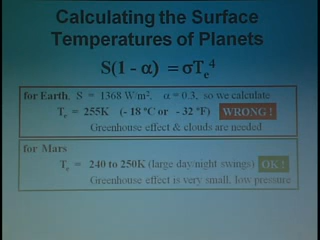 Calculating the Surface
Temperatures of Planets
S(1 - α) = σTe⁴
for Earth, S = 1368 W/m², α = 0.3, so we calculate
Te = 255K (- 18 ºC or - 32 ºF) WRONG !
Greenhouse effect & clouds are needed
for Mars
Te = 240 to 250K (large day/night swings) OK !
Greenhouse effect is very small, low pressure